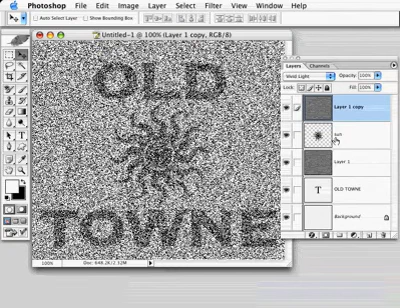 Photoshop File Edit Image Layer Select Filter View Window Help
Auto Select Layer Show Bounding Box
Untitled-1 @ 100% (Layer 1 copy, RGB/8)
OLD
TOWNE
100% Doc: 648.2K/2.32M
Layers Channels
Vivid Light Opacity: 100%
Lock: Fill: 100%
Layer 1 copy
sun
Layer 1
T OLD TOWNE
Background